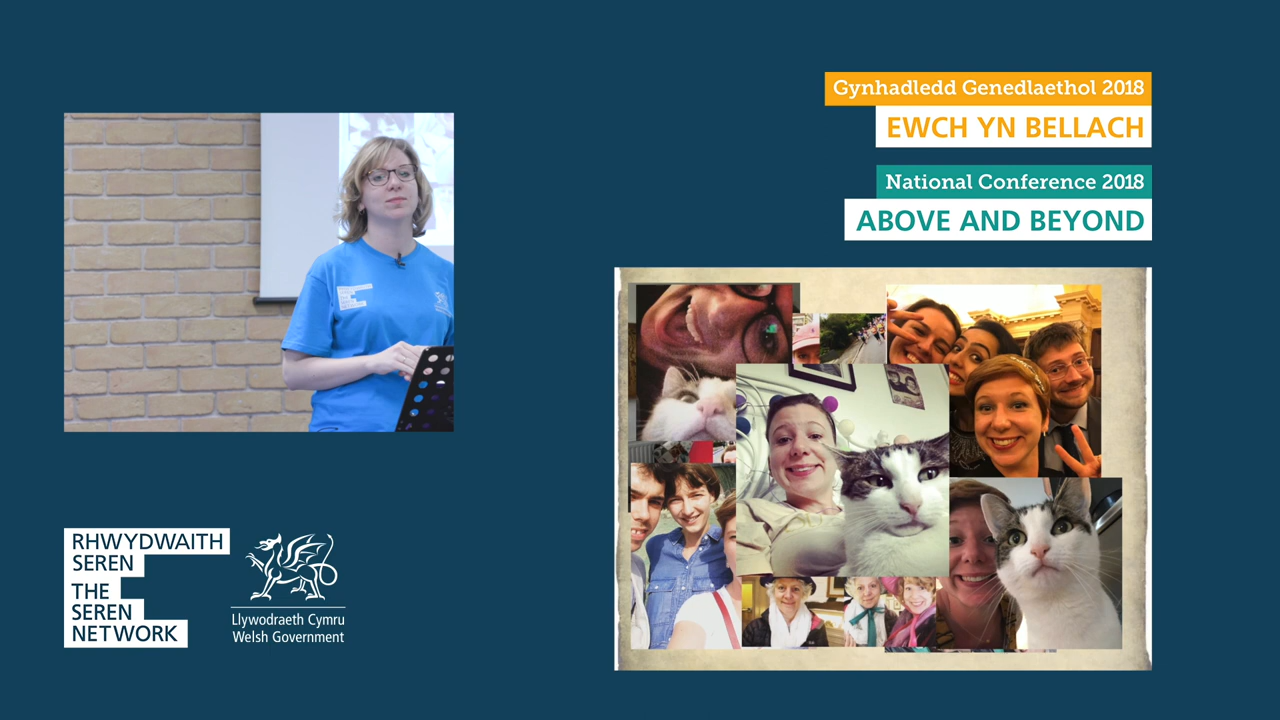 Gynhadledd Genedlaethol 2018
EWCH YN BELLACH
National Conference 2018
ABOVE AND BEYOND
RHWYDWAITH
SEREN
THE
SEREN
NETWORK
Llywodraeth Cymru
Welsh Government